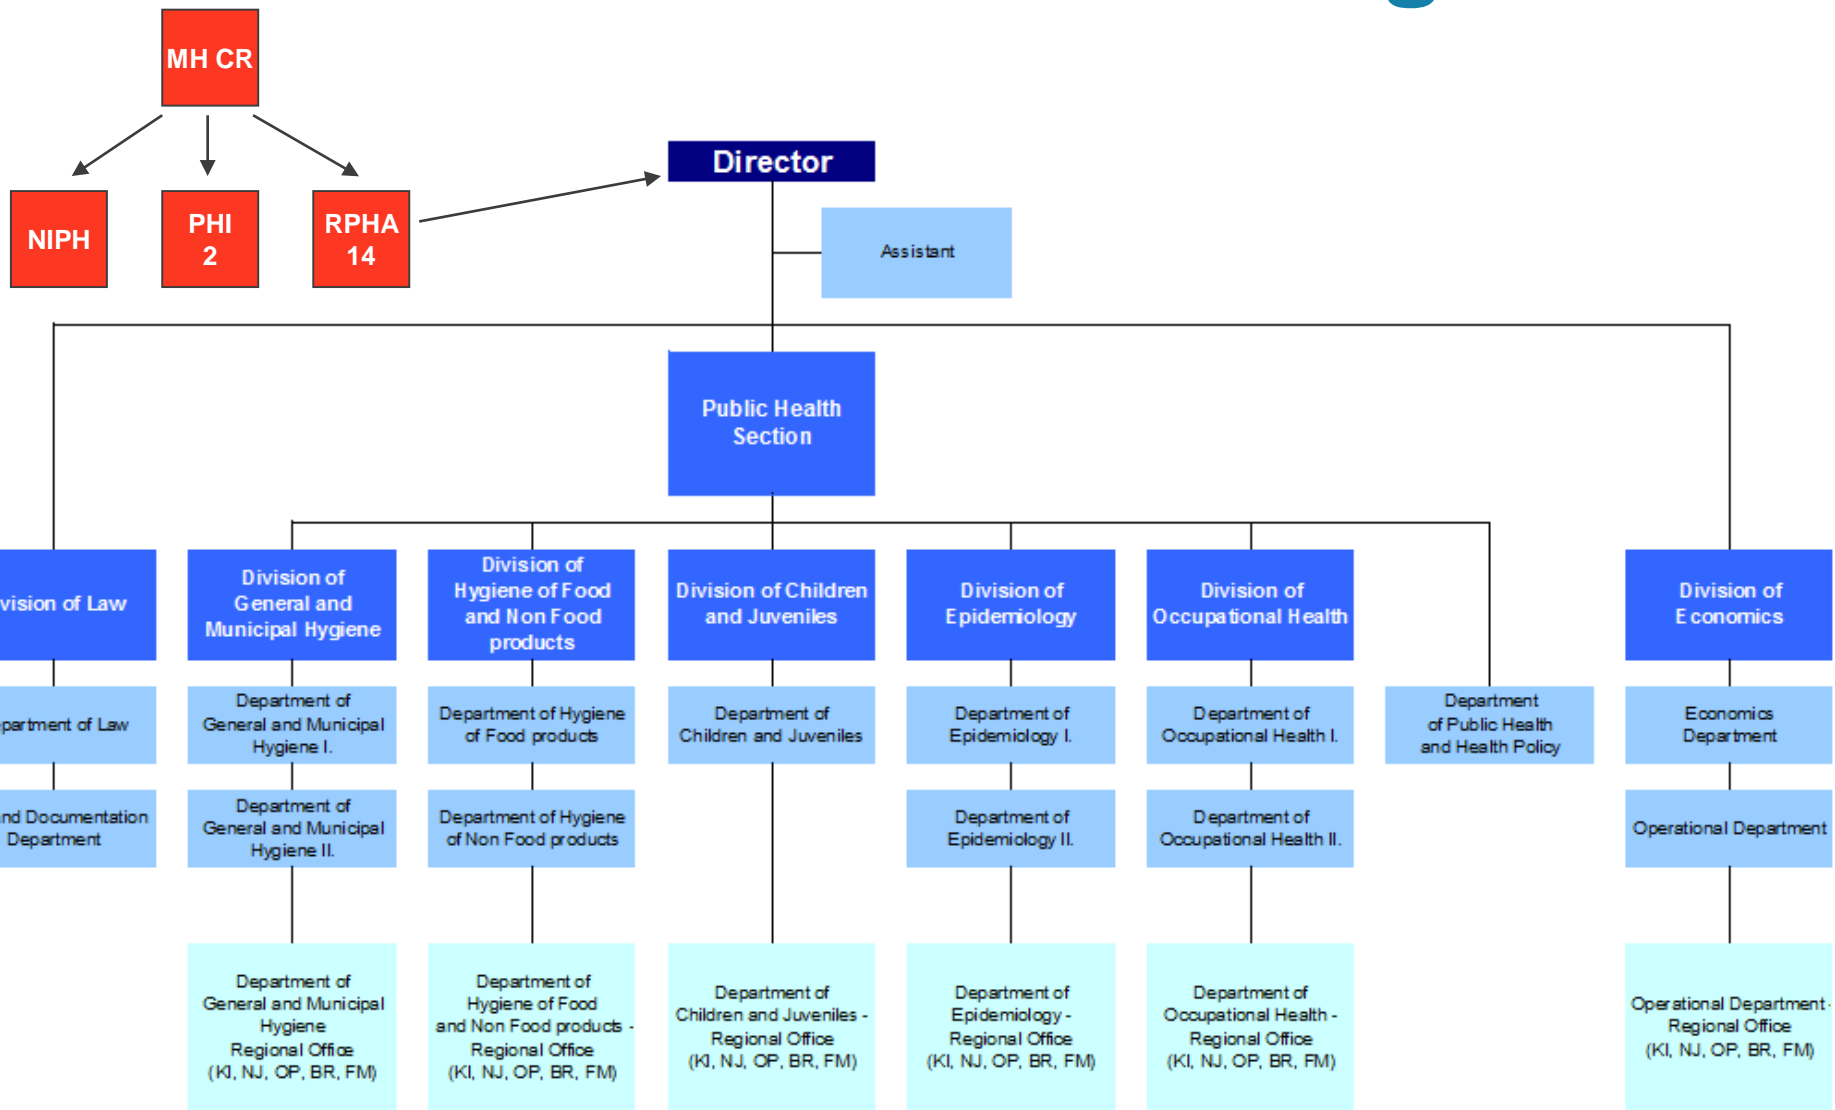 MH CR
NIPH
PHI
2
RPHA
14
Director
Assistant
Public Health
Section
vision of Law
Division of
General and
Municipal Hygiene
Division of
Hygiene of Food
and Non Food
products
Division of Children
and Juveniles
Division of
Epidemiology
Division of
Occupational Health
Division of
Economics
partment of Law
Department of
General and Municipal
Hygiene I.
Department of Hygiene
of Food products
Department of
Children and Juveniles
Department of
Epidemiology I.
Department of
Occupational Health I.
Department
of Public Health
and Health Policy
Economics
Department
nd Documentation
Department
Department of
General and Municipal
Hygiene II.
Department of Hygiene
of Non Food products
Department of
Epidemiology II.
Department of
Occupational Health II.
Operational Department
Department of
General and Municipal
Hygiene
Regional Office
(KI, NJ, OP, BR, FM)
Department of
Hygiene of Food
and Non Food products -
Regional Office
(KI, NJ, OP, BR, FM)
Department of
Children and Juveniles -
Regional Office
(KI, NJ, OP, BR, FM)
Department of
Epidemiology -
Regional Office
(KI, NJ, OP, BR, FM)
Department of
Occupational Health -
Regional Office
(KI, NJ, OP, BR, FM)
Operational Department -
Regional Office
(KI, NJ, OP, BR, FM)